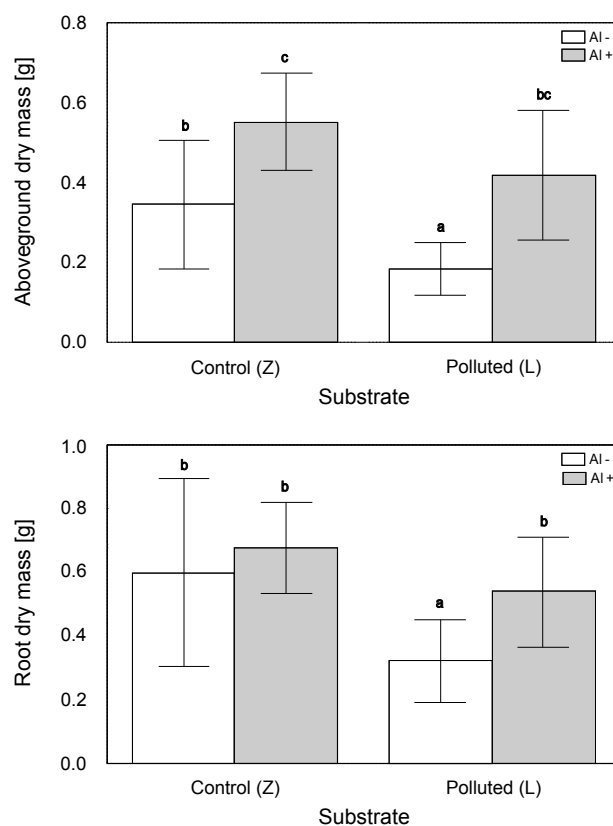 Aboveground dry mass [g]
0.8
0.6
0.4
0.2
0.0
Al -
Al +
b
c
a
bc
Control (Z)
Polluted (L)
Substrate
Root dry mass [g]
1.0
0.8
0.6
0.4
0.2
0.0
Al -
Al +
b
b
a
b
Control (Z)
Polluted (L)
Substrate